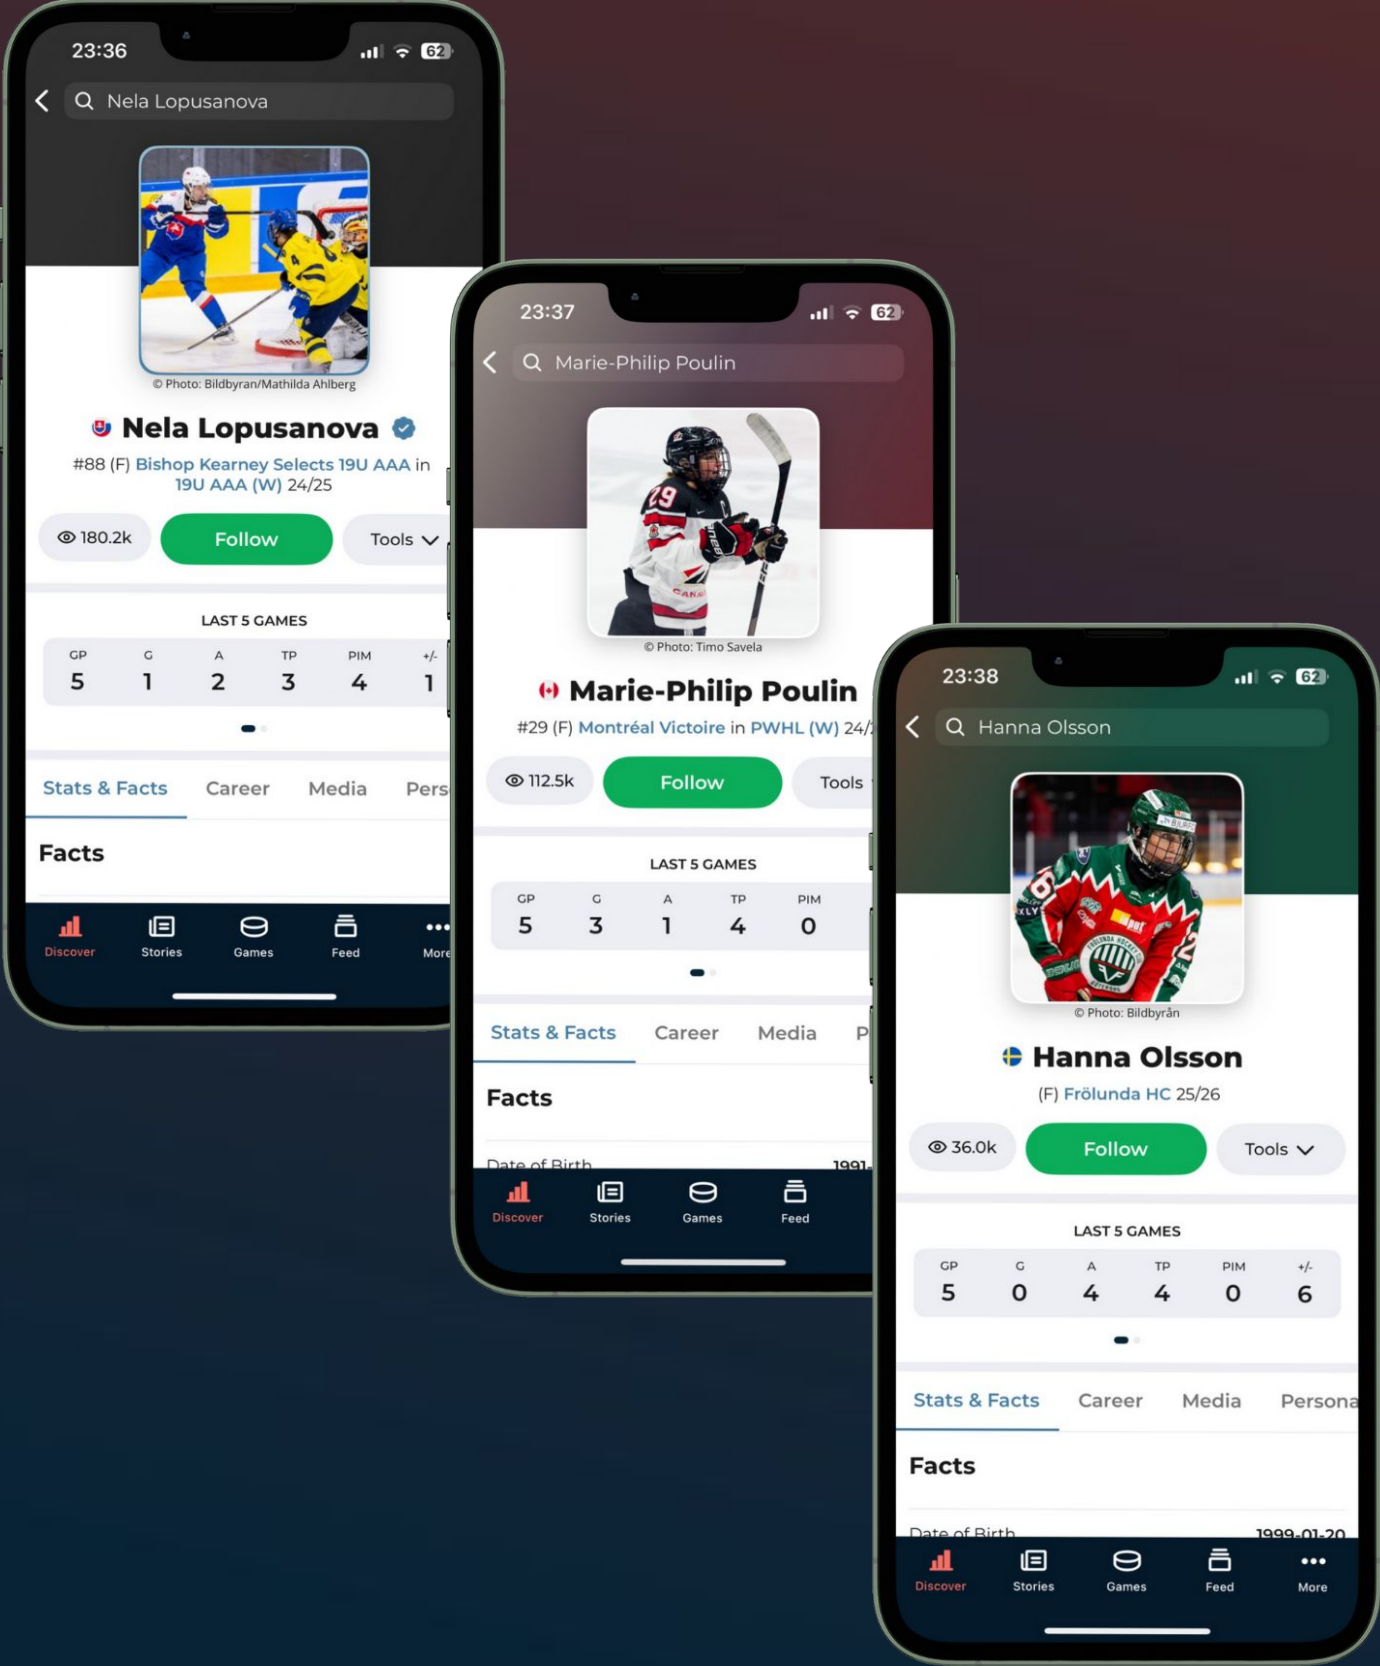 23:36
62
Nela Lopusanova
© Photo: Bildbyran/Mathilda Ahlberg
Nela Lopusanova
#88 (F) Bishop Kearney Selects 19U AAA in
19U AAA (W) 24/25
180.2k
Follow
Tools
LAST 5 GAMES
GP G A TP PIM +/-
5 1 2 3 4 1
Stats & Facts Career Media Pers
Facts
Discover Stories Games Feed More
23:37
62
Marie-Philip Poulin
29
© Photo: Timo Savela
Marie-Philip Poulin
#29 (F) Montréal Victoire in PWHL (W) 24/
112.5k
Follow
Tools
LAST 5 GAMES
GP G A TP PIM
5 3 1 4 0
Stats & Facts Career Media P
Facts
Date of Birth 1991-
Discover Stories Games Feed
23:38
62
Hanna Olsson
26
© Photo: Bildbyrån
Hanna Olsson
(F) Frölunda HC 25/26
36.0k
Follow
Tools
LAST 5 GAMES
GP G A TP PIM +/-
5 0 4 4 0 6
Stats & Facts Career Media Persona
Facts
Date of Birth 1999-01-20
Discover Stories Games Feed More